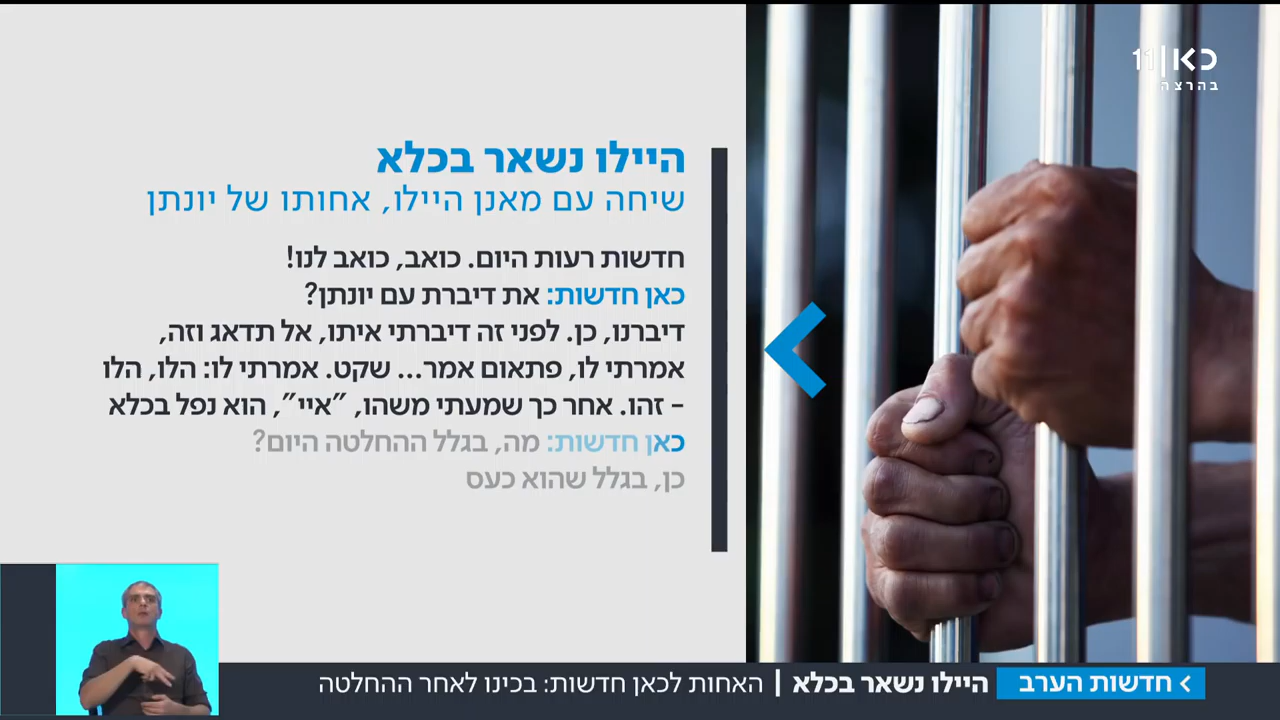 כאן 11
בהרצה
היילו נשאר בכלא
שיחה עם מאנן היילו, אחותו של יונתן
חדשות רעות היום. כואב, כואב לנו!
כאן חדשות: את דיברת עם יונתן?
דיברנו, כן. לפני זה דיברתי איתו, אל תדאג וזה,
אמרתי לו, פתאום אמר... שקט. אמרתי לו: הלו, הלו
- זהו. אחר כך שמעתי משהו, "איי", הוא נפל בכלא
כאן חדשות: מה, בגלל ההחלטה היום?
כן, בגלל שהוא כעס
חדשות הערב
היילו נשאר בכלא | האחות לכאן חדשות: בכינו לאחר ההחלטה